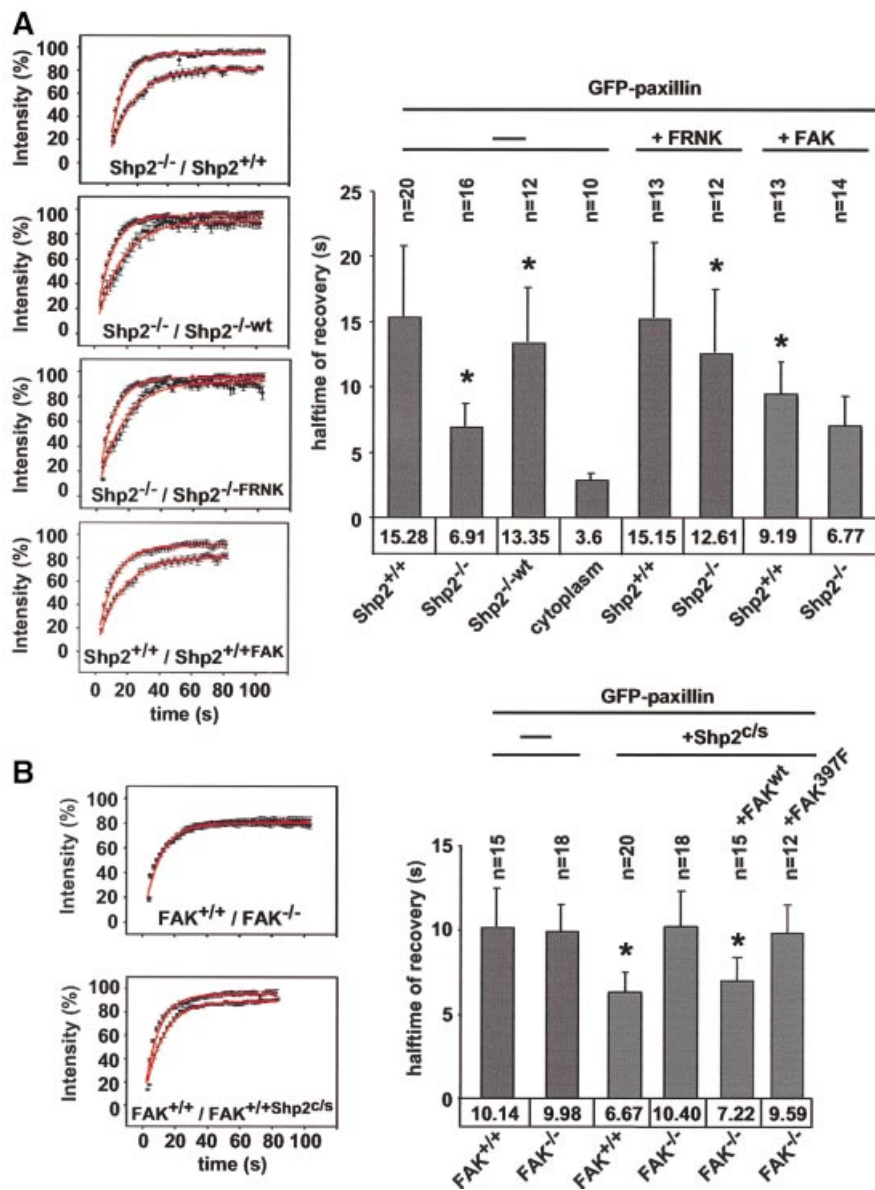 A
Intensity (%)
100
80
60
40
20
0
Shp2-/- / Shp2+/+
Intensity (%)
100
80
60
40
20
0
Shp2-/- / Shp2-/-wt
Intensity (%)
100
80
60
40
20
0
Shp2-/- / Shp2-/-FRNK
Intensity (%)
100
80
60
40
20
0
Shp2+/+ / Shp2+/+FAK
0 20 40 60 80 100
time (s)
GFP-paxillin
— + FRNK + FAK
n=20 n=16 n=12 n=10 n=13 n=12 n=13 n=14
halftime of recovery (s)
25
20
15
10
5
0
* * * *
15.28 6.91 13.35 3.6 15.15 12.61 9.19 6.77
Shp2+/+ Shp2-/- Shp2-/-wt cytoplasm Shp2+/+ Shp2-/- Shp2+/+ Shp2-/-
B
Intensity (%)
100
80
60
40
20
0
FAK+/+ / FAK-/-
Intensity (%)
100
80
60
40
20
0
FAK+/+ / FAK+/+Shp2c/s
0 20 40 60 80 100
time (s)
GFP-paxillin
— +Shp2c/s
+FAKwt +FAK397F
n=15 n=18 n=20 n=18 n=15 n=12
halftime of recovery (s)
15
10
5
0
* *
10.14 9.98 6.67 10.40 7.22 9.59
FAK+/+ FAK-/- FAK+/+ FAK-/- FAK-/- FAK-/-